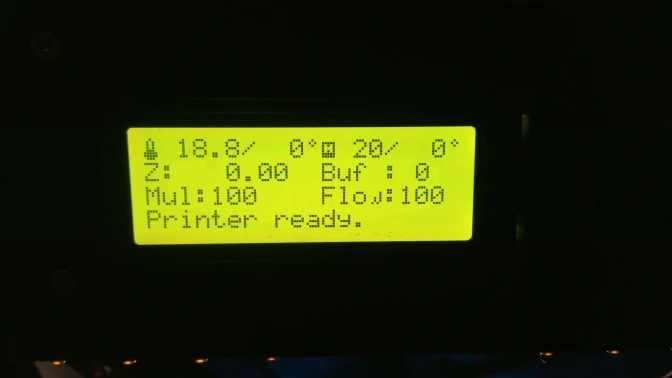 18.8/ 0° 20/ 0°
Z: 0.00 Buf : 0
Mul:100 Flow:100
Printer ready.